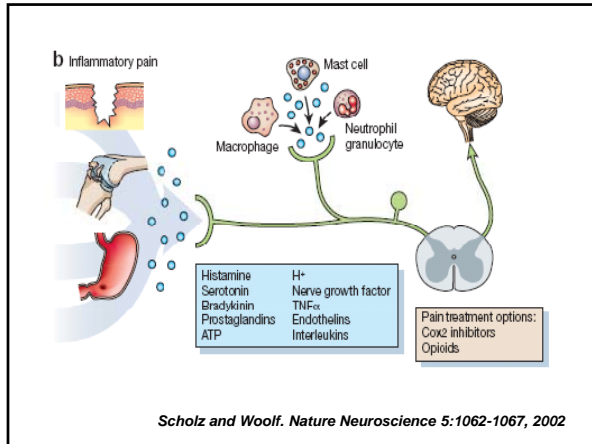 b Inflammatory pain
Mast cell
Macrophage
Neutrophil
granulocyte
Histamine H+
Serotonin Nerve growth factor
Bradykinin TNFα
Prostaglandins Endothelins
ATP Interleukins
Pain treatment options:
Cox2 inhibitors
Opioids
Scholz and Woolf. Nature Neuroscience 5:1062-1067, 2002